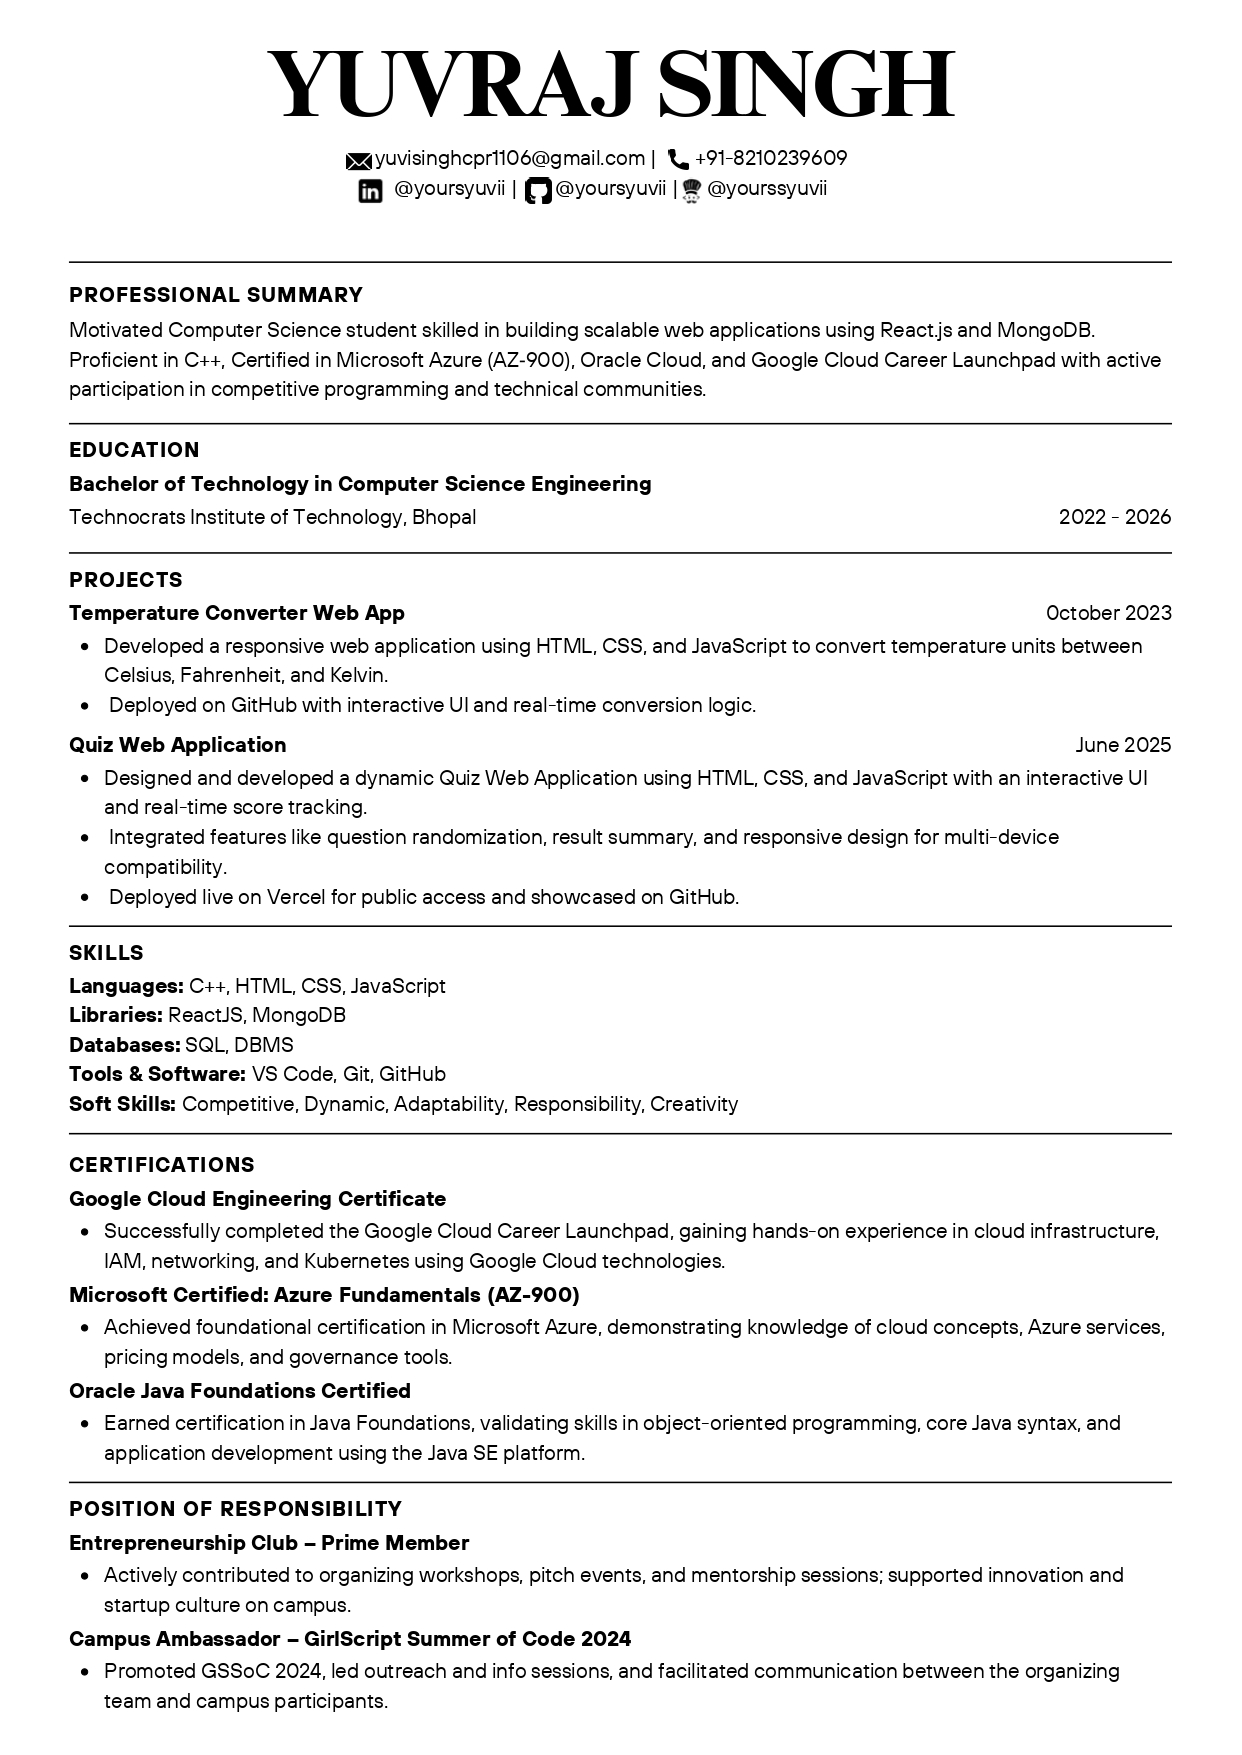 YUVRAJ SINGH
yuvisinghcpr1106@gmail.com | +91-8210239609
in @yoursyuvii | @yoursyuvii | @yourssyuvii
PROFESSIONAL SUMMARY
Motivated Computer Science student skilled in building scalable web applications using React.js and MongoDB.
Proficient in C++, Certified in Microsoft Azure (AZ-900), Oracle Cloud, and Google Cloud Career Launchpad with active
participation in competitive programming and technical communities.
EDUCATION
Bachelor of Technology in Computer Science Engineering
Technocrats Institute of Technology, Bhopal 2022 - 2026
PROJECTS
Temperature Converter Web App 0ctober 2023
• Developed a responsive web application using HTML, CSS, and JavaScript to convert temperature units between
Celsius, Fahrenheit, and Kelvin.
• Deployed on GitHub with interactive UI and real-time conversion logic.
Quiz Web Application June 2025
• Designed and developed a dynamic Quiz Web Application using HTML, CSS, and JavaScript with an interactive UI
and real-time score tracking.
• Integrated features like question randomization, result summary, and responsive design for multi-device
compatibility.
• Deployed live on Vercel for public access and showcased on GitHub.
SKILLS
Languages: C++, HTML, CSS, JavaScript
Libraries: ReactJS, MongoDB
Databases: SQL, DBMS
Tools & Software: VS Code, Git, GitHub
Soft Skills: Competitive, Dynamic, Adaptability, Responsibility, Creativity
CERTIFICATIONS
Google Cloud Engineering Certificate
• Successfully completed the Google Cloud Career Launchpad, gaining hands-on experience in cloud infrastructure,
IAM, networking, and Kubernetes using Google Cloud technologies.
Microsoft Certified: Azure Fundamentals (AZ-900)
• Achieved foundational certification in Microsoft Azure, demonstrating knowledge of cloud concepts, Azure services,
pricing models, and governance tools.
Oracle Java Foundations Certified
• Earned certification in Java Foundations, validating skills in object-oriented programming, core Java syntax, and
application development using the Java SE platform.
POSITION OF RESPONSIBILITY
Entrepreneurship Club – Prime Member
• Actively contributed to organizing workshops, pitch events, and mentorship sessions; supported innovation and
startup culture on campus.
Campus Ambassador – GirlScript Summer of Code 2024
• Promoted GSSoC 2024, led outreach and info sessions, and facilitated communication between the organizing
team and campus participants.